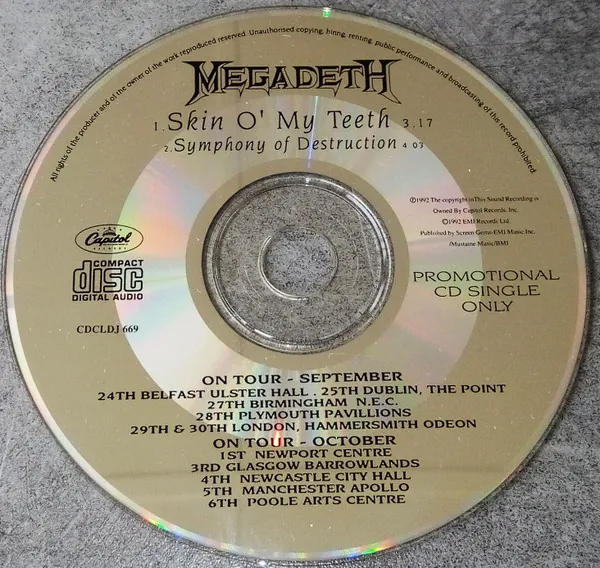 All rights of the producer and of the owner of the work reproduced reserved. Unauthorised copying, hiring, renting, public performance and broadcasting of this record prohibited.
MEGADETH
1. Skin O' My Teeth 3.17
2. Symphony of Destruction 4 03
℗1992 The copyright inThis Sound Recording is
Owned By Capitol Records, Inc.
©1992 EMI Records Ltd.
Published by Screen Gems-EMI Music Inc.
/Mustaine Music/BMI
Capitol
RECORDS
COMPACT
disc
DIGITAL AUDIO
PROMOTIONAL
CD SINGLE
ONLY
CDCLDJ 669
ON TOUR - SEPTEMBER
24TH BELFAST ULSTER HALL . 25TH DUBLIN, THE POINT
27TH BIRMINGHAM N.E.C.
28TH PLYMOUTH PAVILLIONS
29TH & 30TH LONDON, HAMMERSMITH ODEON
ON TOUR - OCTOBER
1ST NEWPORT CENTRE
3RD GLASGOW BARROWLANDS
4TH NEWCASTLE CITY HALL
5TH MANCHESTER APOLLO
6TH POOLE ARTS CENTRE